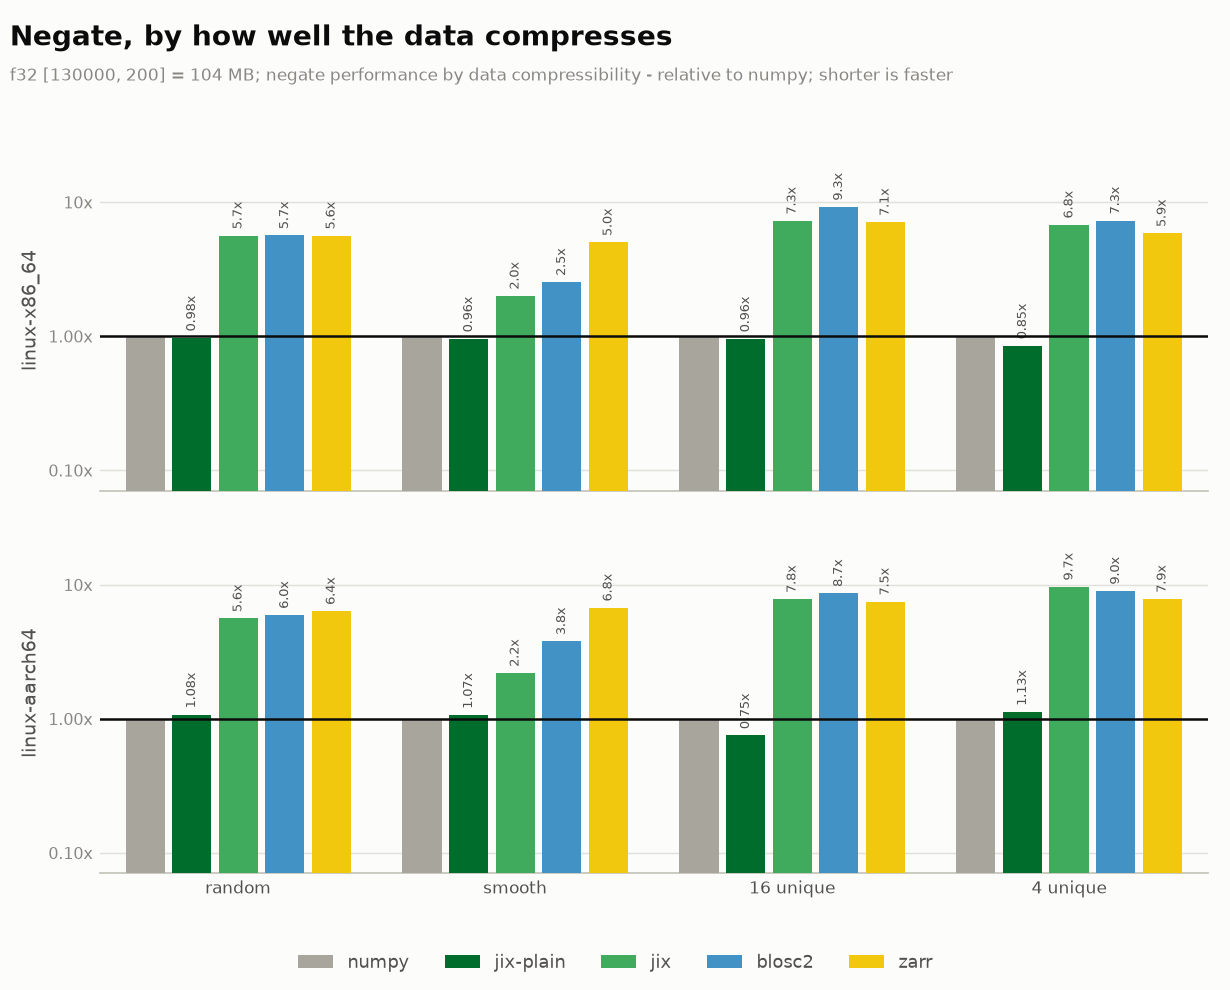 Negate, by how well the data compresses
f32 [130000, 200] = 104 MB; negate performance by data compressibility - relative to numpy; shorter is faster
linux-x86_64
10x
1.00x
0.10x
0.98x
5.7x
5.7x
5.6x
0.96x
2.0x
2.5x
5.0x
0.96x
7.3x
9.3x
7.1x
0.85x
6.8x
7.3x
5.9x
linux-aarch64
10x
1.00x
0.10x
1.08x
5.6x
6.0x
6.4x
1.07x
2.2x
3.8x
6.8x
0.75x
7.8x
8.7x
7.5x
1.13x
9.7x
9.0x
7.9x
random
smooth
16 unique
4 unique
numpy
jix-plain
jix
blosc2
zarr